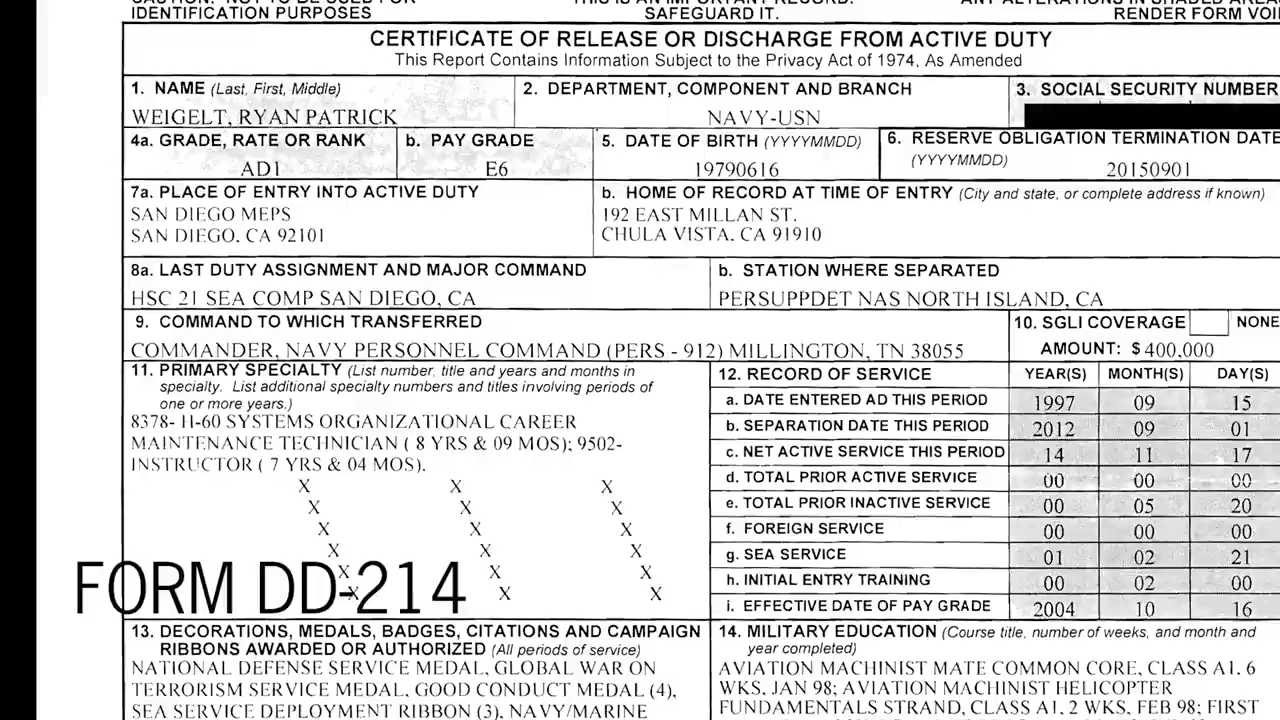 CAUTION: NOT TO BE USED FOR THIS IS AN IMPORTANT RECORD. ANY ALTERATIONS IN SHADED AREAS
IDENTIFICATION PURPOSES SAFEGUARD IT. RENDER FORM VOI
CERTIFICATE OF RELEASE OR DISCHARGE FROM ACTIVE DUTY
This Report Contains Information Subject to the Privacy Act of 1974, As Amended
1. NAME (Last, First, Middle)
WEIGELT, RYAN PATRICK
2. DEPARTMENT, COMPONENT AND BRANCH
NAVY-USN
3. SOCIAL SECURITY NUMBER
4a. GRADE, RATE OR RANK
AD1
b. PAY GRADE
E6
5. DATE OF BIRTH (YYYYMMDD)
19790616
6. RESERVE OBLIGATION TERMINATION DATE
(YYYYMMDD) 20150901
7a. PLACE OF ENTRY INTO ACTIVE DUTY
SAN DIEGO MEPS
SAN DIEGO, CA 92101
b. HOME OF RECORD AT TIME OF ENTRY (City and state, or complete address if known)
192 EAST MILLAN ST.
CHULA VISTA, CA 91910
8a. LAST DUTY ASSIGNMENT AND MAJOR COMMAND
HSC 21 SEA COMP SAN DIEGO, CA
b. STATION WHERE SEPARATED
PERSUPPDET NAS NORTH ISLAND, CA
9. COMMAND TO WHICH TRANSFERRED
COMMANDER, NAVY PERSONNEL COMMAND (PERS - 912) MILLINGTON, TN 38055
10. SGLI COVERAGE NONE
AMOUNT: $ 400,000
11. PRIMARY SPECIALTY (List number, title and years and months in
specialty. List additional specialty numbers and titles involving periods of
one or more years.)
8378- H-60 SYSTEMS ORGANIZATIONAL CAREER
MAINTENANCE TECHNICIAN ( 8 YRS & 09 MOS); 9502-
INSTRUCTOR ( 7 YRS & 04 MOS).
X X X
X X X
X X X
X X X
X X X
X X X
FORM DD-214
12. RECORD OF SERVICE YEAR(S) MONTH(S) DAY(S)
a. DATE ENTERED AD THIS PERIOD 1997 09 15
b. SEPARATION DATE THIS PERIOD 2012 09 01
c. NET ACTIVE SERVICE THIS PERIOD 14 11 17
d. TOTAL PRIOR ACTIVE SERVICE 00 00 00
e. TOTAL PRIOR INACTIVE SERVICE 00 05 20
f. FOREIGN SERVICE 00 00 00
g. SEA SERVICE 01 02 21
h. INITIAL ENTRY TRAINING 00 02 00
i. EFFECTIVE DATE OF PAY GRADE 2004 10 16
13. DECORATIONS, MEDALS, BADGES, CITATIONS AND CAMPAIGN
RIBBONS AWARDED OR AUTHORIZED (All periods of service)
NATIONAL DEFENSE SERVICE MEDAL, GLOBAL WAR ON
TERRORISM SERVICE MEDAL, GOOD CONDUCT MEDAL (4),
SEA SERVICE DEPLOYMENT RIBBON (3), NAVY/MARINE
14. MILITARY EDUCATION (Course title, number of weeks, and month and
year completed)
AVIATION MACHINIST MATE COMMON CORE, CLASS A1, 6
WKS, JAN 98; AVIATION MACHINIST HELICOPTER
FUNDAMENTALS STRAND, CLASS A1, 2 WKS, FEB 98; FIRST